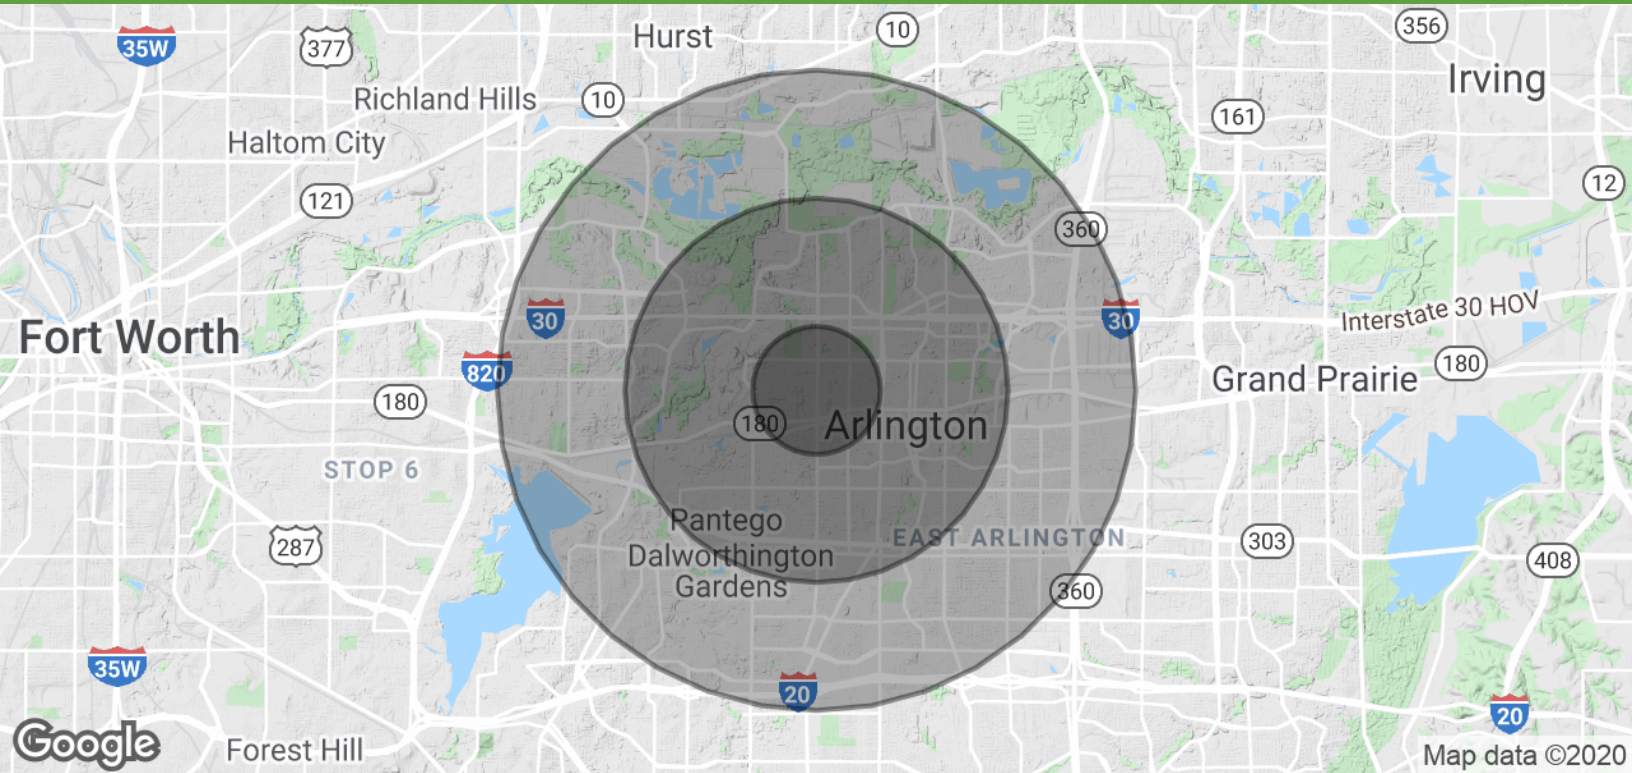 35W
377
Hurst
10
356
Irving
Richland Hills
10
161
Haltom City
12
121
360
30
30
Interstate 30 HOV
Fort Worth
820
180
Grand Prairie
180
180
Arlington
STOP 6
Pantego
EAST ARLINGTON
287
303
Dalworthington
Gardens
408
360
35W
20
20
Google
Forest Hill
Map data ©2020